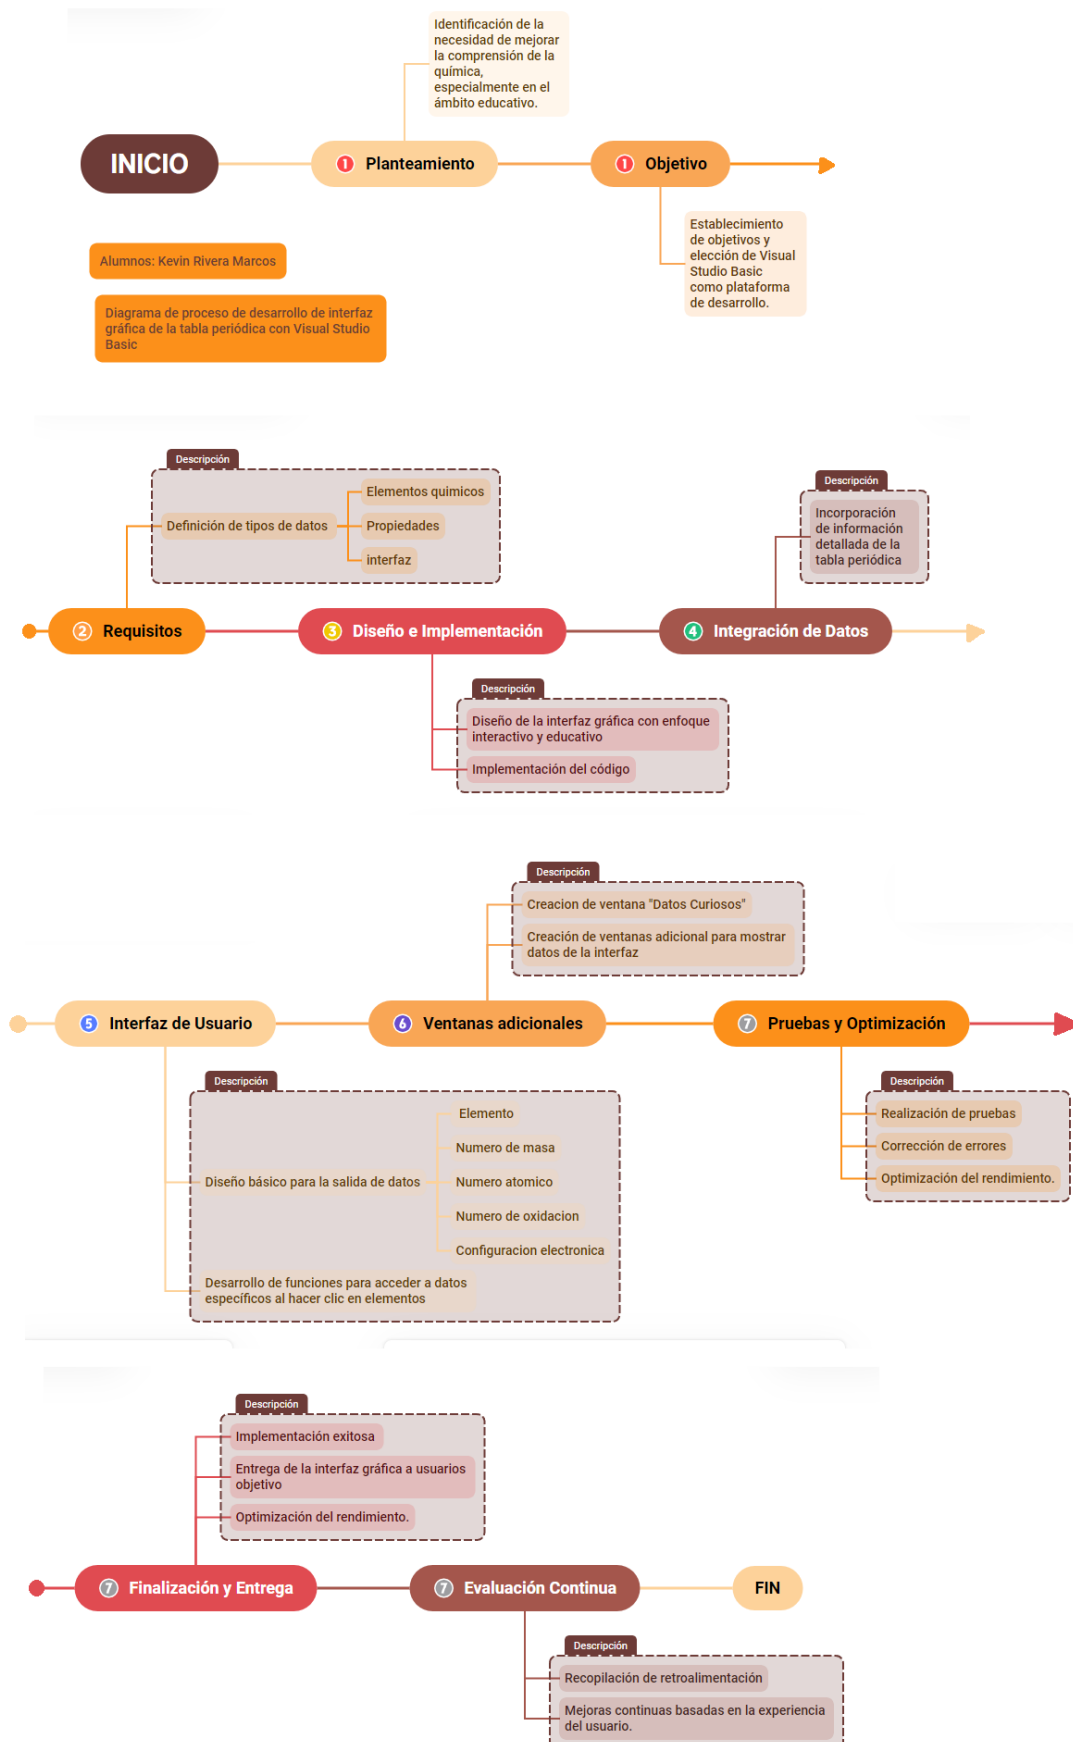 Identificación de la
necesidad de mejorar
la comprensión de la
química,
especialmente en el
ámbito educativo.
INICIO
1 Planteamiento
1 Objetivo
Establecimiento
de objetivos y
elección de Visual
Studio Basic
como plataforma
de desarrollo.
Alumnos: Kevin Rivera Marcos
Diagrama de proceso de desarrollo de interfaz
gráfica de la tabla periódica con Visual Studio
Basic
Descripción
Definición de tipos de datos
Elementos quimicos
Propiedades
interfaz
Descripción
Incorporación
de información
detallada de la
tabla periódica
2 Requisitos
3 Diseño e Implementación
4 Integración de Datos
Descripción
Diseño de la interfaz gráfica con enfoque
interactivo y educativo
Implementación del código
Descripción
Creacion de ventana "Datos Curiosos"
Creación de ventanas adicional para mostrar
datos de la interfaz
5 Interfaz de Usuario
6 Ventanas adicionales
7 Pruebas y Optimización
Descripción
Diseño básico para la salida de datos
Elemento
Numero de masa
Numero atomico
Numero de oxidacion
Configuracion electronica
Desarrollo de funciones para acceder a datos
específicos al hacer clic en elementos
Descripción
Realización de pruebas
Corrección de errores
Optimización del rendimiento.
Descripción
Implementación exitosa
Entrega de la interfaz gráfica a usuarios
objetivo
Optimización del rendimiento.
7 Finalización y Entrega
7 Evaluación Continua
FIN
Descripción
Recopilación de retroalimentación
Mejoras continuas basadas en la experiencia
del usuario.